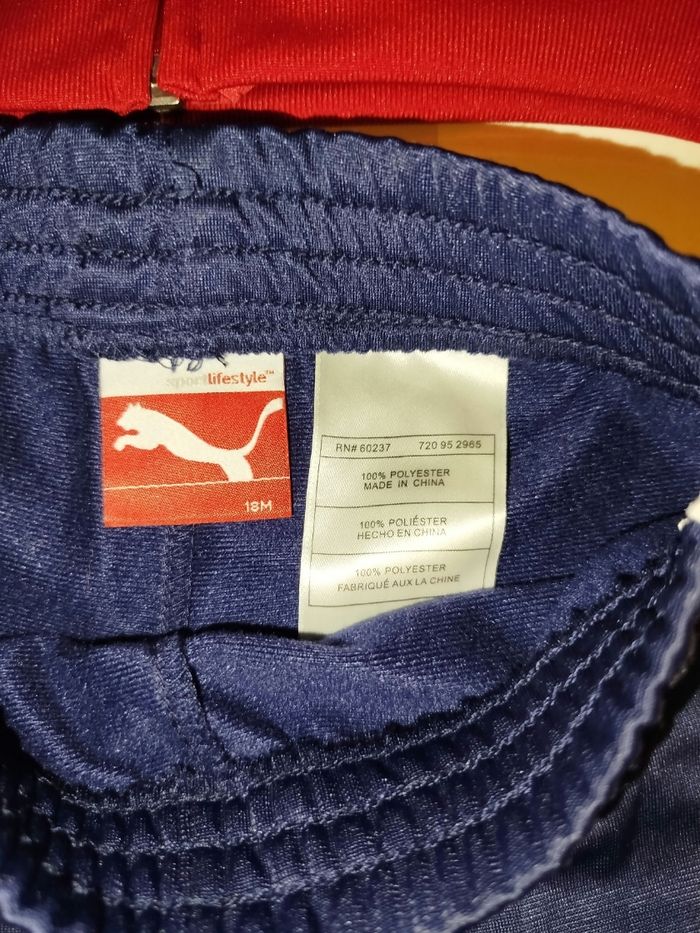 sportlifestyle™
18M
RN# 60237 720 95 2965
100% POLYESTER
MADE IN CHINA
100% POLIÉSTER
HECHO EN CHINA
100% POLYESTER
FABRIQUÉ AUX LA CHINE